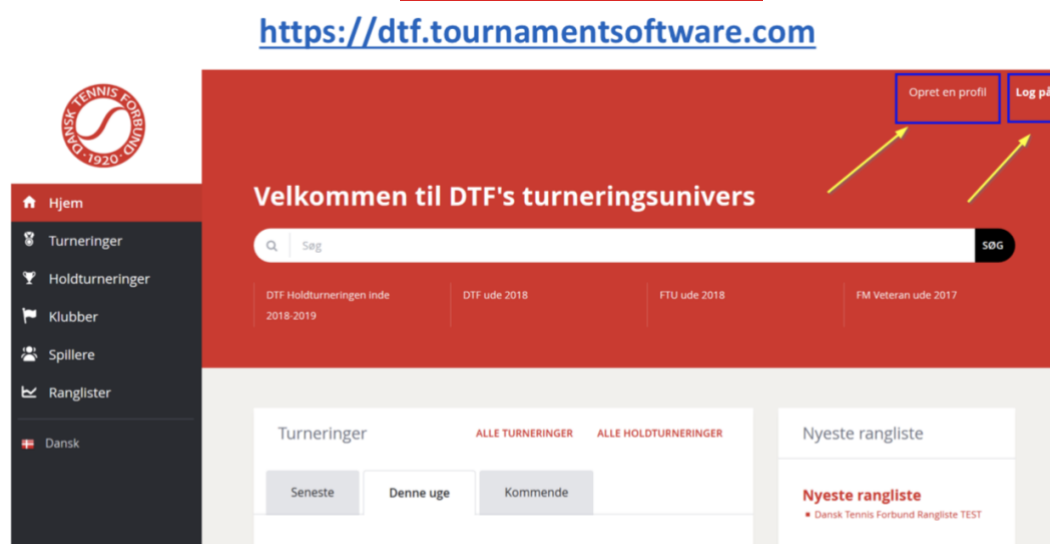 https://dtf.tournamentsoftware.com
DANSK TENNIS FORBUND
·1920·
Opret en profil
Log på
Hjem
Turneringer
Holdturneringer
Klubber
Spillere
Ranglister
Dansk
Velkommen til DTF's turneringsunivers
Søg
SØG
DTF Holdturneringen inde
2018-2019
DTF ude 2018
FTU ude 2018
FM Veteran ude 2017
Turneringer
ALLE TURNERINGER
ALLE HOLDTURNERINGER
Seneste
Denne uge
Kommende
Nyeste rangliste
Nyeste rangliste
Dansk Tennis Forbund Rangliste TEST